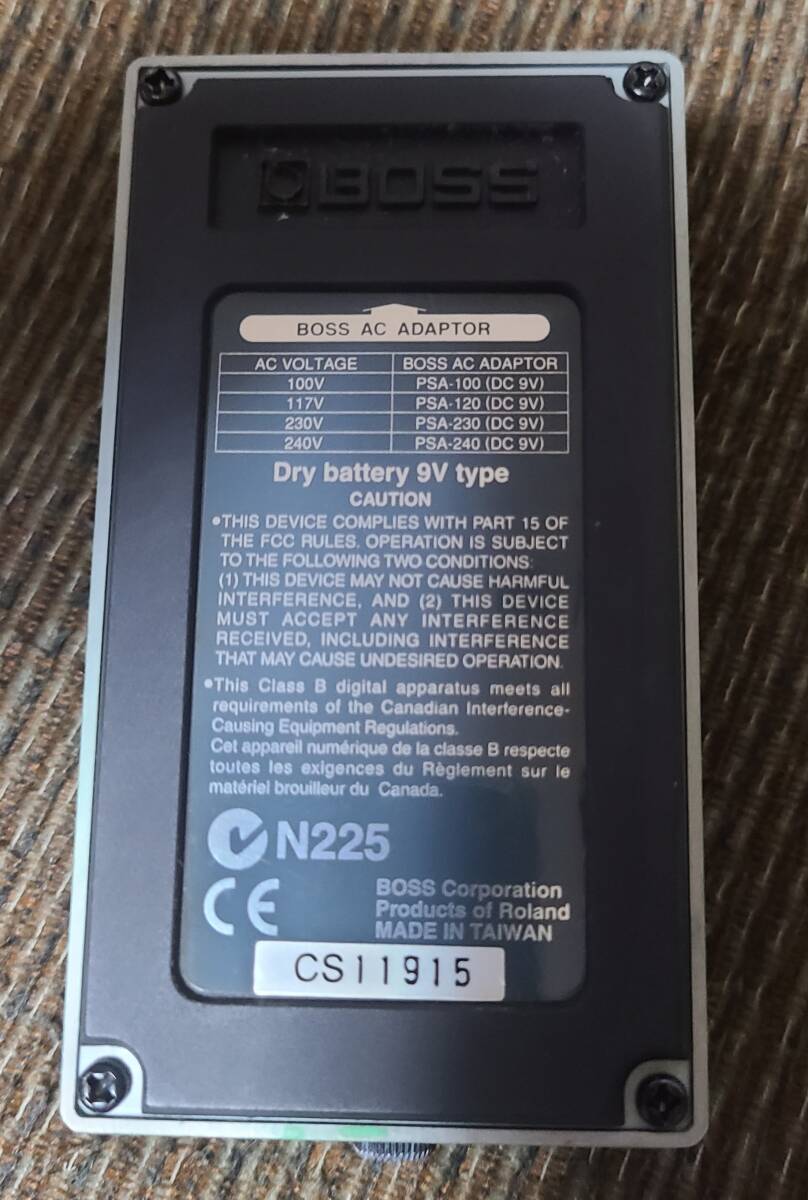 BOSS
BOSS AC ADAPTOR
AC VOLTAGE BOSS AC ADAPTOR
100V PSA-100 (DC 9V)
117V PSA-120 (DC 9V)
230V PSA-230 (DC 9V)
240V PSA-240 (DC 9V)
Dry battery 9V type
CAUTION
•THIS DEVICE COMPLIES WITH PART 15 OF
THE FCC RULES. OPERATION IS SUBJECT
TO THE FOLLOWING TWO CONDITIONS:
(1) THIS DEVICE MAY NOT CAUSE HARMFUL
INTERFERENCE, AND (2) THIS DEVICE
MUST ACCEPT ANY INTERFERENCE
RECEIVED, INCLUDING INTERFERENCE
THAT MAY CAUSE UNDESIRED OPERATION.
•This Class B digital apparatus meets all
requirements of the Canadian Interference-
Causing Equipment Regulations.
Cet appareil numérique de la classe B respecte
toutes les exigences du Règlement sur le
matériel brouilleur du Canada.
N225
CE
BOSS Corporation
Products of Roland
MADE IN TAIWAN
CS11915